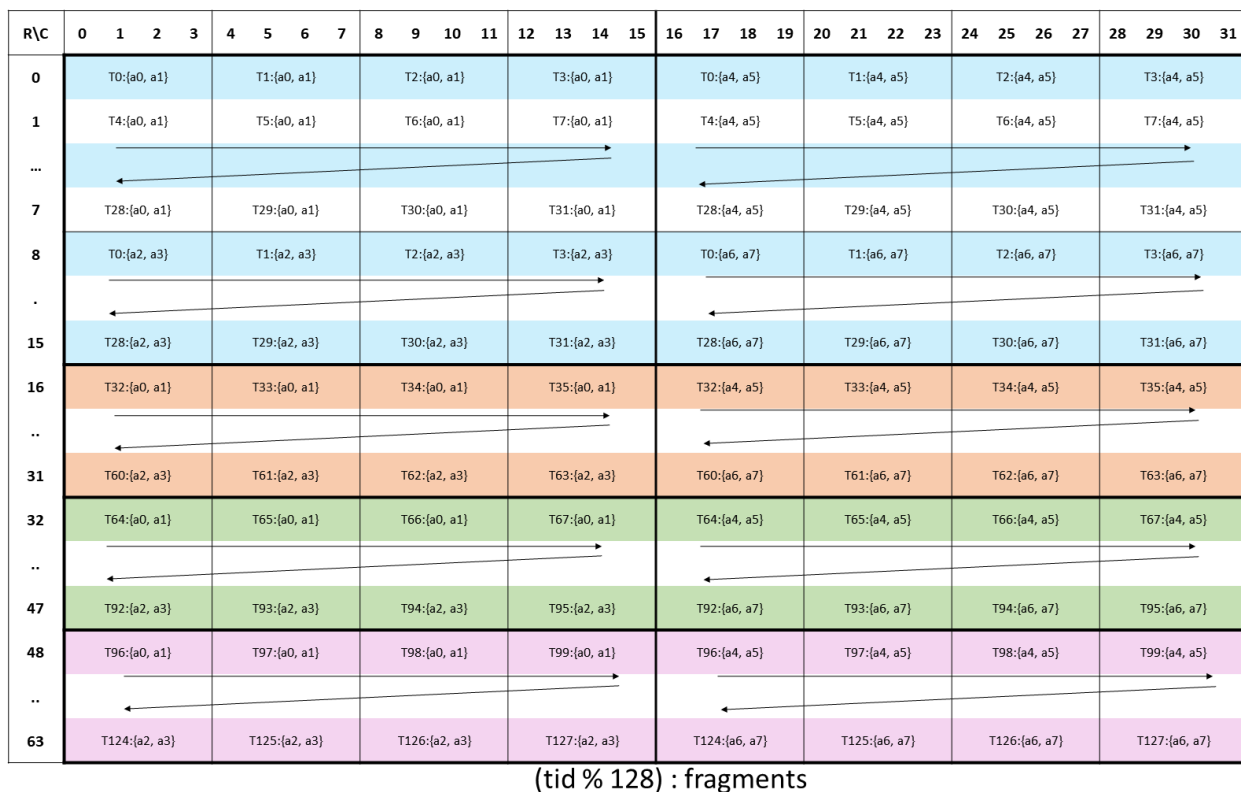 R\C 0 1 2 3 4 5 6 7 8 9 10 11 12 13 14 15 16 17 18 19 20 21 22 23 24 25 26 27 28 29 30 31
0 T0:{a0, a1} T1:{a0, a1} T2:{a0, a1} T3:{a0, a1} T0:{a4, a5} T1:{a4, a5} T2:{a4, a5} T3:{a4, a5}
1 T4:{a0, a1} T5:{a0, a1} T6:{a0, a1} T7:{a0, a1} T4:{a4, a5} T5:{a4, a5} T6:{a4, a5} T7:{a4, a5}
...
7 T28:{a0, a1} T29:{a0, a1} T30:{a0, a1} T31:{a0, a1} T28:{a4, a5} T29:{a4, a5} T30:{a4, a5} T31:{a4, a5}
8 T0:{a2, a3} T1:{a2, a3} T2:{a2, a3} T3:{a2, a3} T0:{a6, a7} T1:{a6, a7} T2:{a6, a7} T3:{a6, a7}
.
15 T28:{a2, a3} T29:{a2, a3} T30:{a2, a3} T31:{a2, a3} T28:{a6, a7} T29:{a6, a7} T30:{a6, a7} T31:{a6, a7}
16 T32:{a0, a1} T33:{a0, a1} T34:{a0, a1} T35:{a0, a1} T32:{a4, a5} T33:{a4, a5} T34:{a4, a5} T35:{a4, a5}
..
31 T60:{a2, a3} T61:{a2, a3} T62:{a2, a3} T63:{a2, a3} T60:{a6, a7} T61:{a6, a7} T62:{a6, a7} T63:{a6, a7}
32 T64:{a0, a1} T65:{a0, a1} T66:{a0, a1} T67:{a0, a1} T64:{a4, a5} T65:{a4, a5} T66:{a4, a5} T67:{a4, a5}
..
47 T92:{a2, a3} T93:{a2, a3} T94:{a2, a3} T95:{a2, a3} T92:{a6, a7} T93:{a6, a7} T94:{a6, a7} T95:{a6, a7}
48 T96:{a0, a1} T97:{a0, a1} T98:{a0, a1} T99:{a0, a1} T96:{a4, a5} T97:{a4, a5} T98:{a4, a5} T99:{a4, a5}
..
63 T124:{a2, a3} T125:{a2, a3} T126:{a2, a3} T127:{a2, a3} T124:{a6, a7} T125:{a6, a7} T126:{a6, a7} T127:{a6, a7}
(tid % 128) : fragments